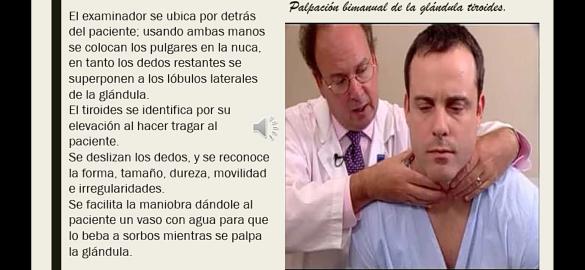 Palpación bimanual de la glándula tiroides.
El examinador se ubica por detrás
del paciente; usando ambas manos
se colocan los pulgares en la nuca,
en tanto los dedos restantes se
superponen a los lóbulos laterales
de la glándula.
El tiroides se identifica por su
elevación al hacer tragar al
paciente.
Se deslizan los dedos, y se reconoce
la forma, tamaño, dureza, movilidad
e irregularidades.
Se facilita la maniobra dándole al
paciente un vaso con agua para que
lo beba a sorbos mientras se palpa
la glándula.